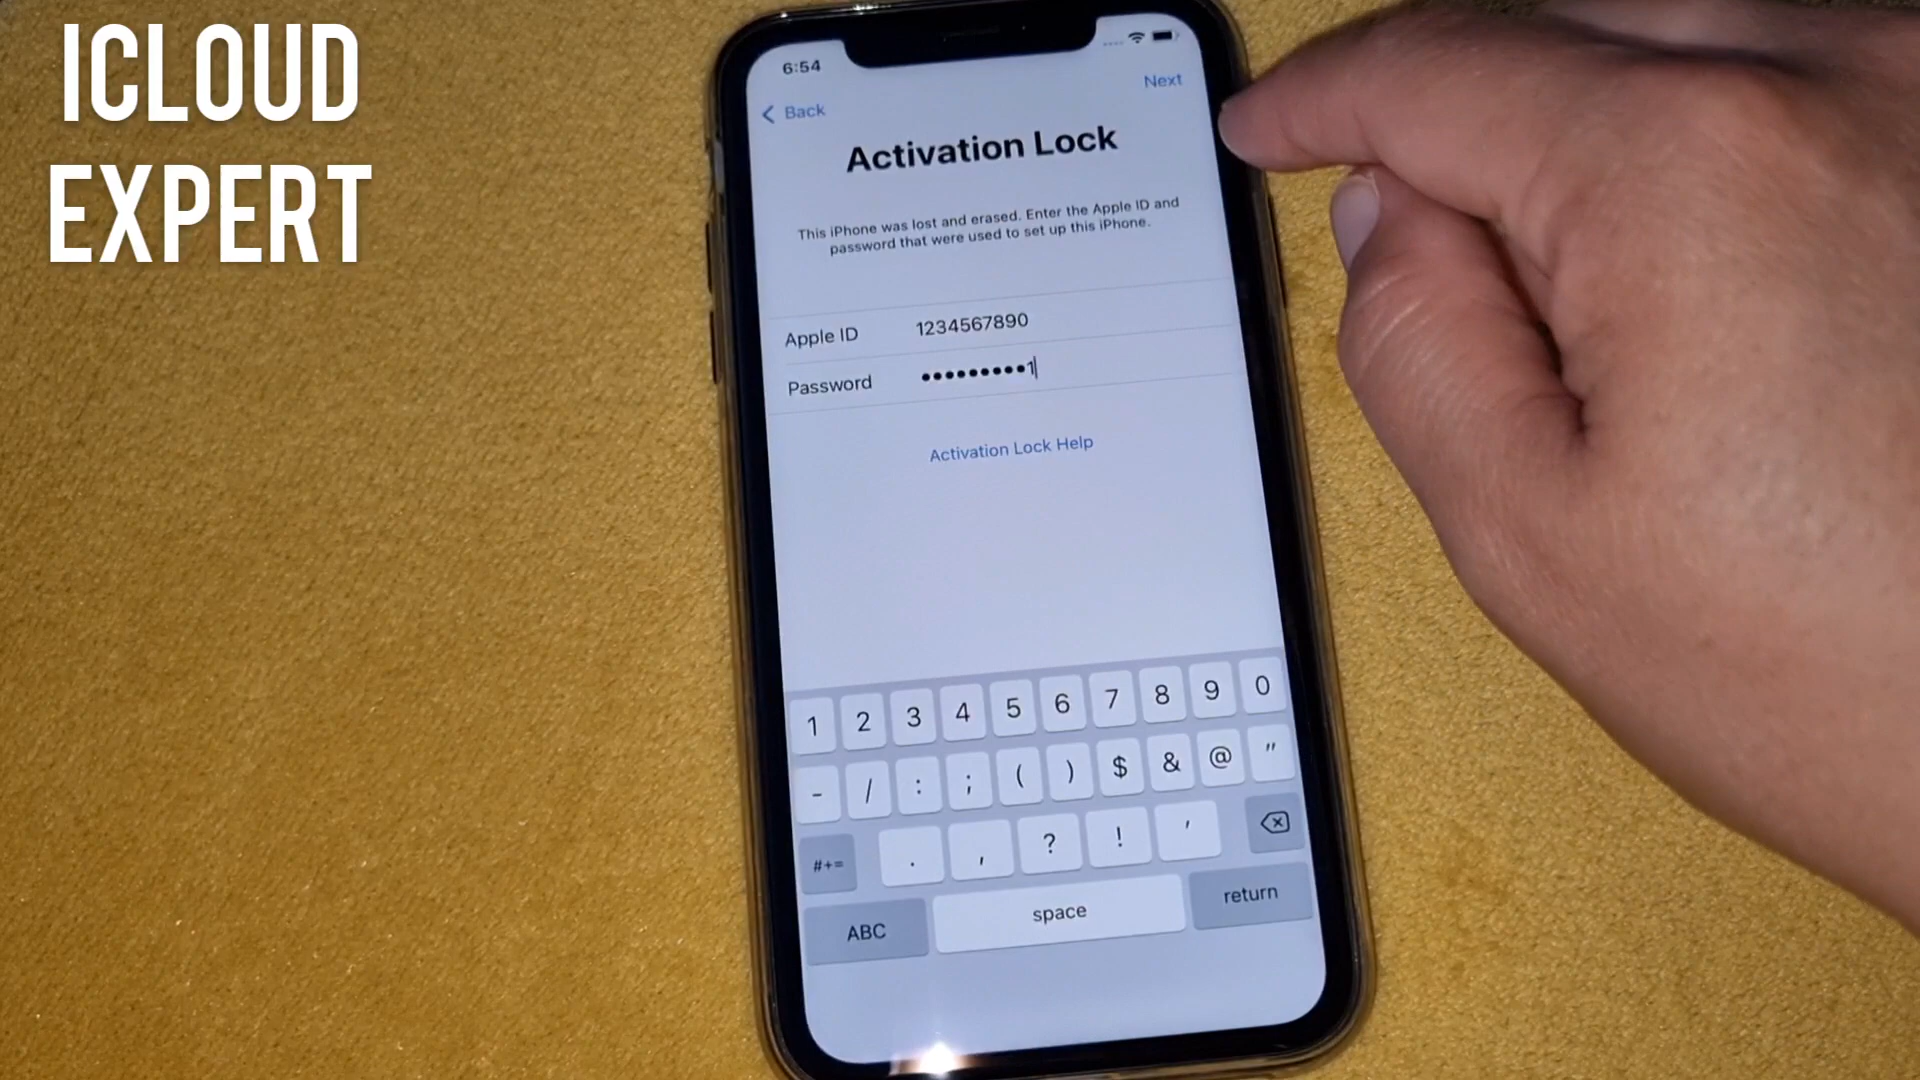 ICLOUD
EXPERT
6:54
Back
Next
Activation Lock
This iPhone was lost and erased. Enter the Apple ID and
password that were used to set up this iPhone.
Apple ID 1234567890
Password •••••••••1
Activation Lock Help
1 2 3 4 5 6 7 8 9 0
- / : ; ( ) $ & @ "
#+= . , ? ! '
ABC space return